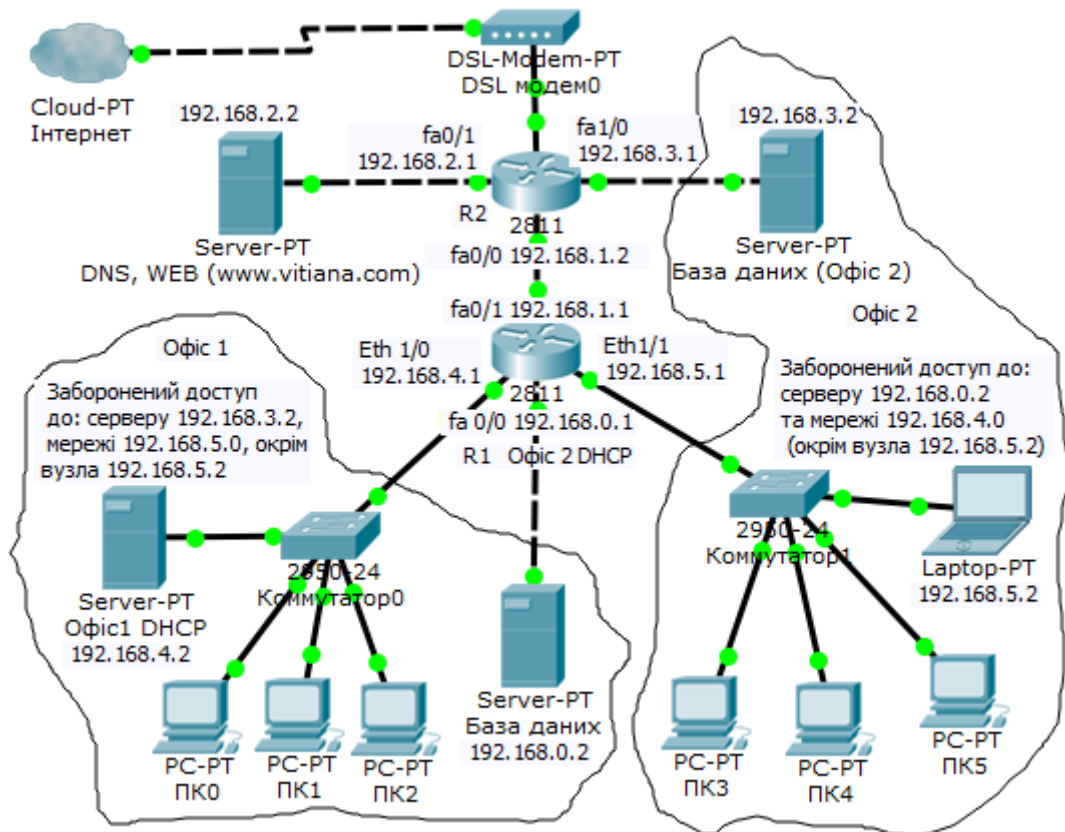 DSL-Modem-PT
DSL модем0
Cloud-PT
Інтернет
192.168.2.2
fa0/1
192.168.2.1
fa1/0
192.168.3.1
192.168.3.2
R2
2811
Server-PT
DNS, WEB (www.vitiana.com)
Server-PT
База даних (Офіс 2)
fa0/0 192.168.1.2
fa0/1 192.168.1.1
Офіс 2
Офіс 1
Eth 1/0
192.168.4.1
Eth1/1
192.168.5.1
Заборонений доступ
до: серверу 192.168.3.2,
мережі 192.168.5.0, окрім
вузла 192.168.5.2
Заборонений доступ до:
серверу 192.168.0.2
та мережі 192.168.4.0
(окрім вузла 192.168.5.2)
2811
fa 0/0 192.168.0.1
R1 Офіс 2 DHCP
2950-24
Коммутатор0
2950-24
Коммутатор1
Server-PT
Офіс1 DHCP
192.168.4.2
Laptop-PT
192.168.5.2
Server-PT
База даних
192.168.0.2
PC-PT
ПК0
PC-PT
ПК1
PC-PT
ПК2
PC-PT
ПК3
PC-PT
ПК4
PC-PT
ПК5